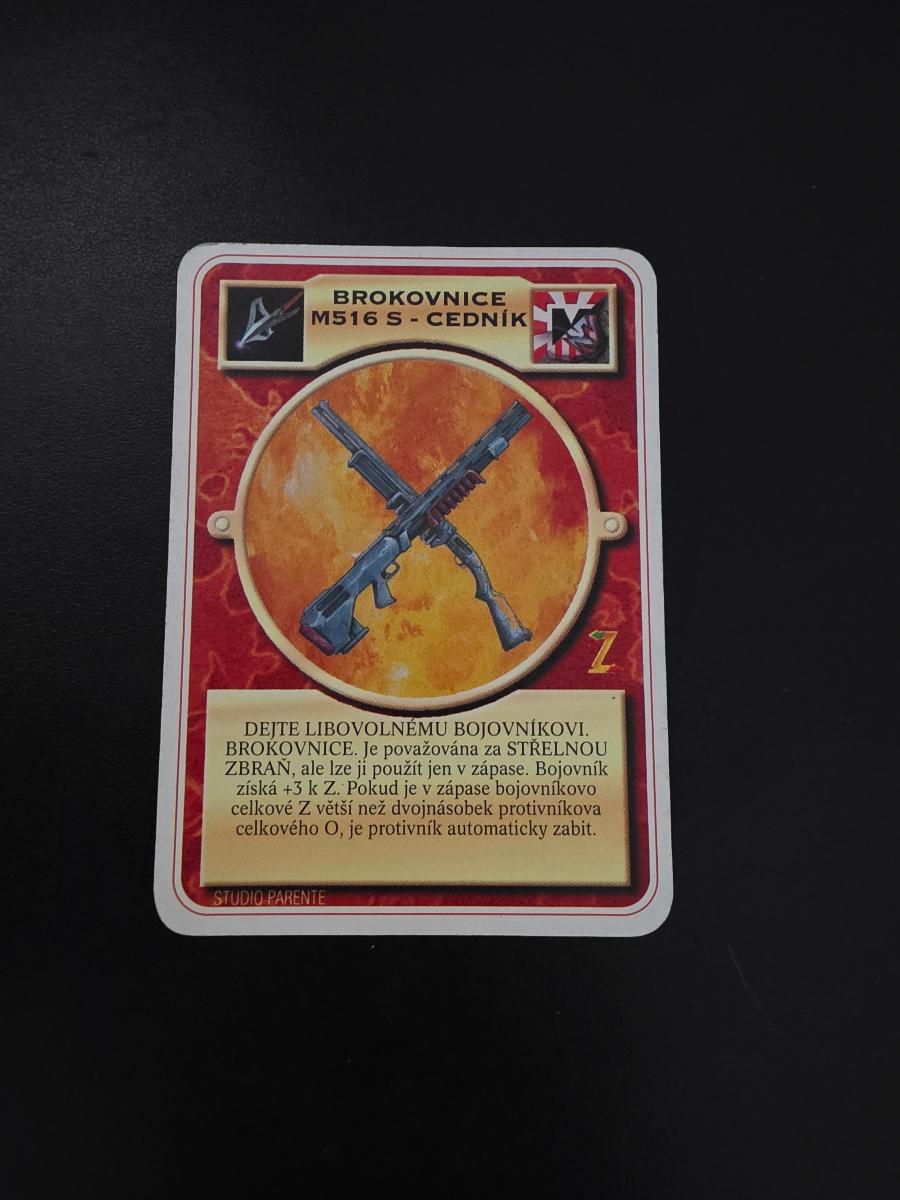 BROKOVNICE
M516 S - CEDNÍK
Z
DEJTE LIBOVOLNÉMU BOJOVNÍKOVI.
BROKOVNICE. Je považována za STŘELNOU
ZBRAŇ, ale lze ji použít jen v zápase. Bojovník
získá +3 k Z. Pokud je v zápase bojovníkovo
celkové Z větší než dvojnásobek protivníkova
celkového O, je protivník automaticky zabit.
STUDIO PARENTE